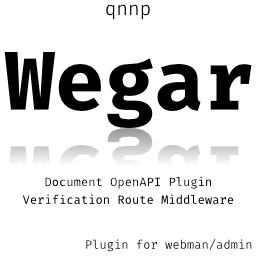 qnnp
Wegar
Document OpenAPI Plugin
Verification Route Middleware
Plugin for webman/admin